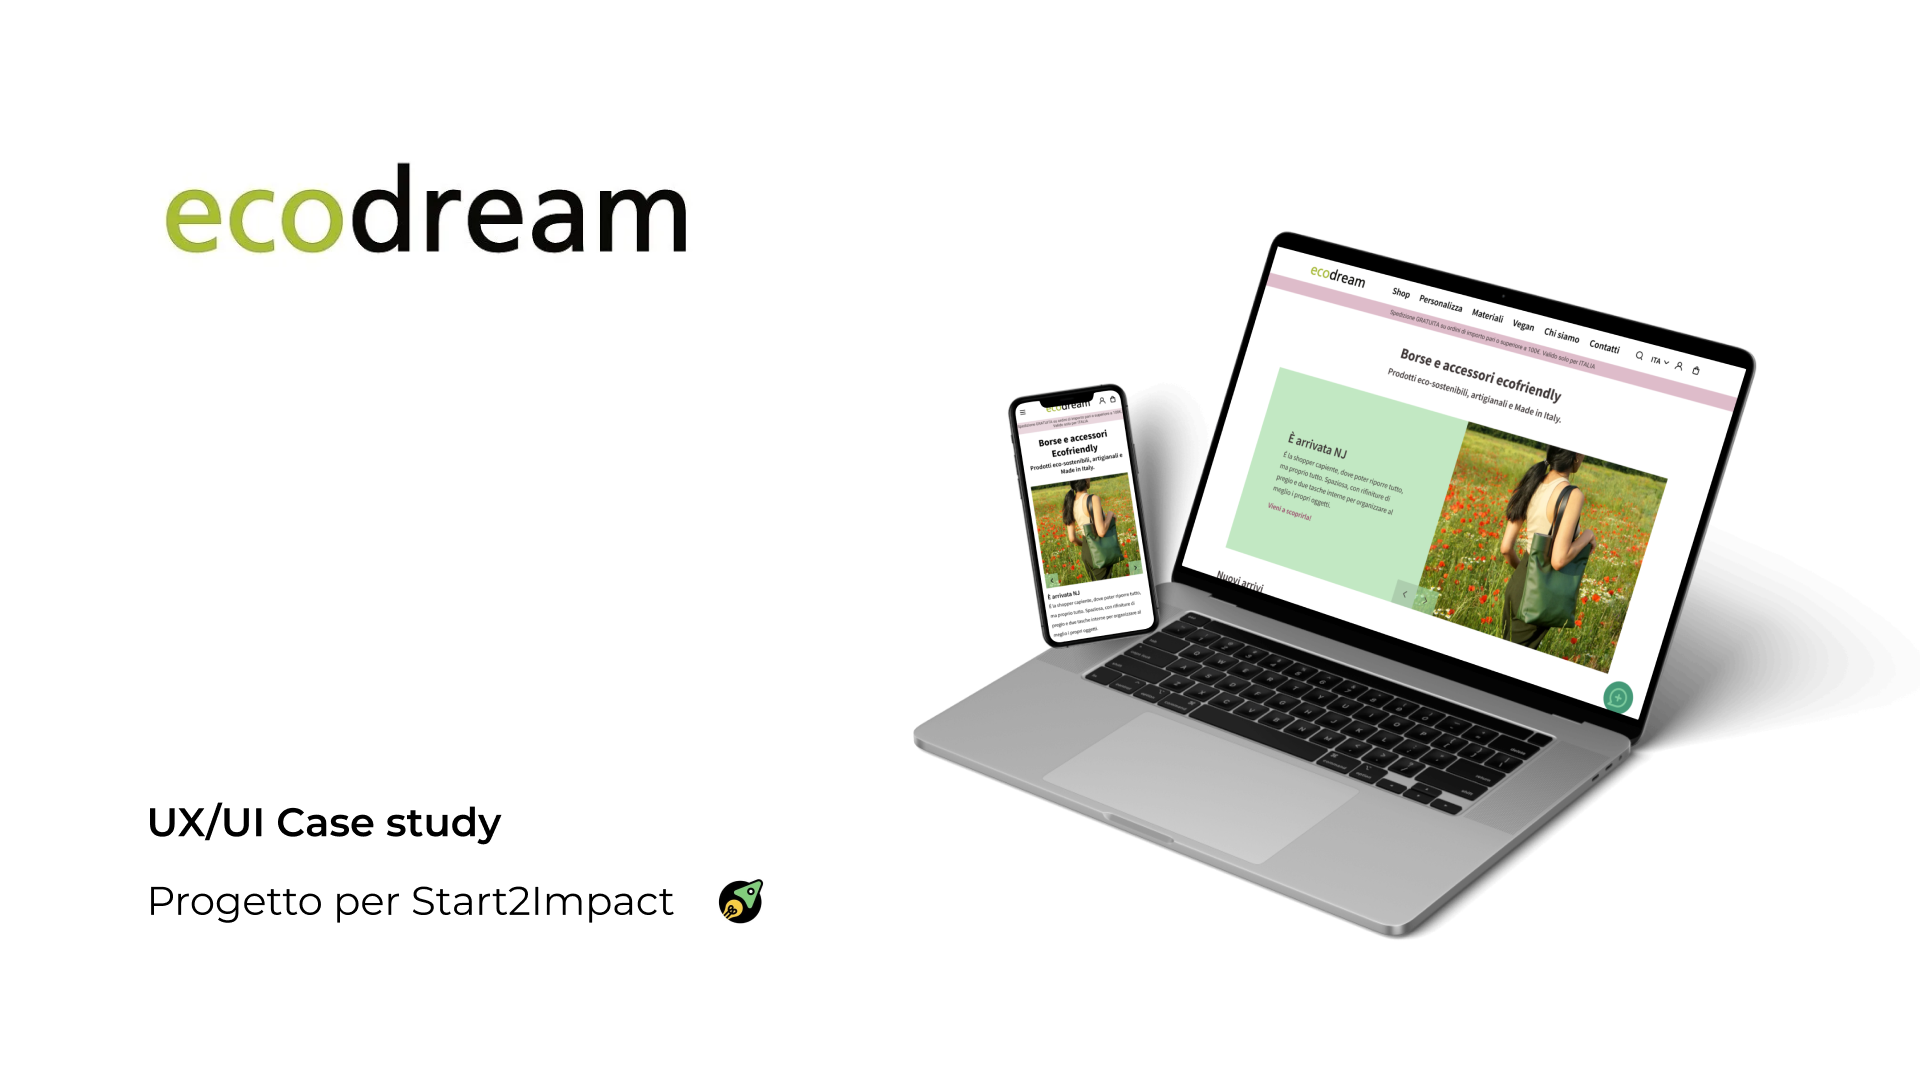 ecodream
UX/UI Case study
Progetto per Start2Impact
ecodream
Borse e accessori
Ecofriendly
Prodotti eco-sostenibili, artigianali e
Made in Italy.
È arrivata NJ
È la shopper capiente, dove poter riporre tutto,
ma proprio tutto. Spaziosa, con rifiniture di
pregio e due tasche interne per organizzare al
meglio i propri oggetti.
ecodream
Shop Personalizza Materiali Vegan Chi siamo Contatti ITA
Spedizione GRATUITA su ordini di importo pari o superiore a 100€. Valido solo per ITALIA
Borse e accessori ecofriendly
Prodotti eco-sostenibili, artigianali e Made in Italy.
È arrivata NJ
É la shopper capiente, dove poter riporre tutto,
ma proprio tutto. Spaziosa, con rifiniture di
pregio e due tasche interne per organizzare al
meglio i propri oggetti.
Vieni a scoprirla!
Nuovi arrivi